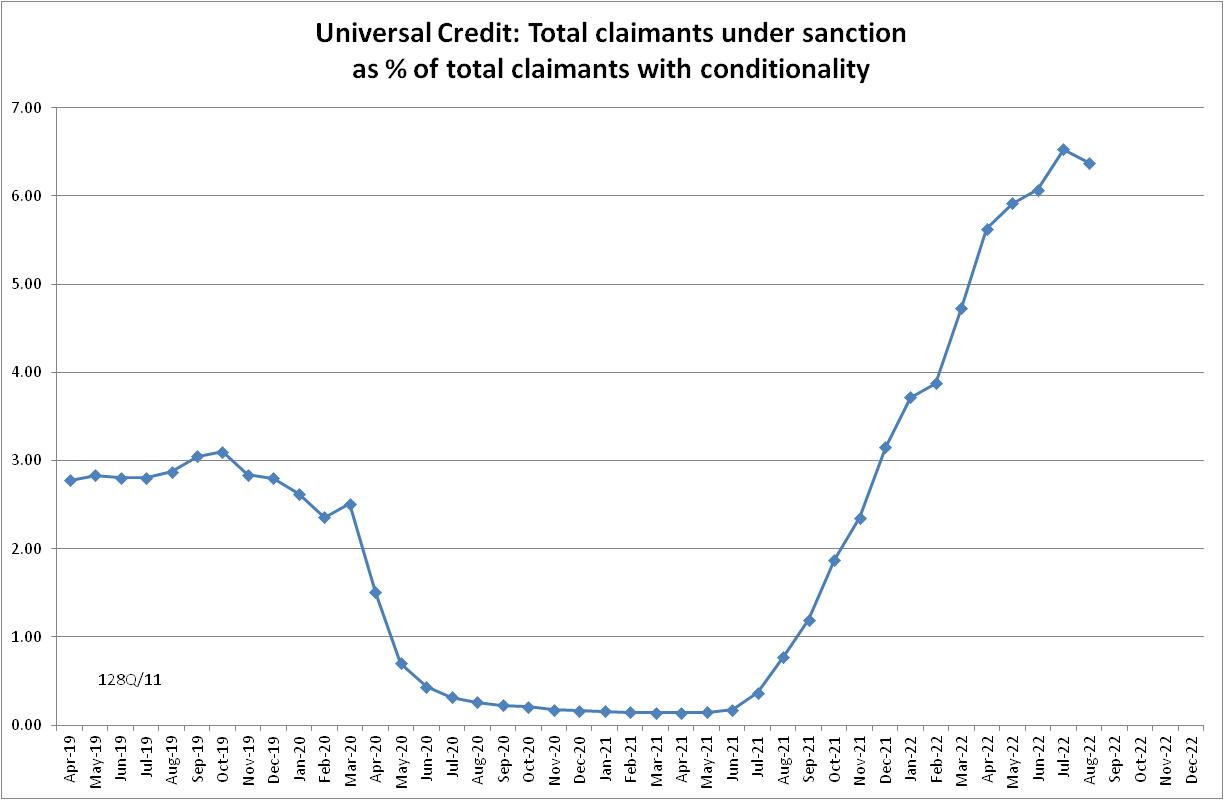 Universal Credit: Total claimants under sanction
as % of total claimants with conditionality
7.00
6.00
5.00
4.00
3.00
2.00
1.00
0.00
128Q/11
Apr-19
May-19
Jun-19
Jul-19
Aug-19
Sep-19
Oct-19
Nov-19
Dec-19
Jan-20
Feb-20
Mar-20
Apr-20
May-20
Jun-20
Jul-20
Aug-20
Sep-20
Oct-20
Nov-20
Dec-20
Jan-21
Feb-21
Mar-21
Apr-21
May-21
Jun-21
Jul-21
Aug-21
Sep-21
Oct-21
Nov-21
Dec-21
Jan-22
Feb-22
Mar-22
Apr-22
May-22
Jun-22
Jul-22
Aug-22
Sep-22
Oct-22
Nov-22
Dec-22